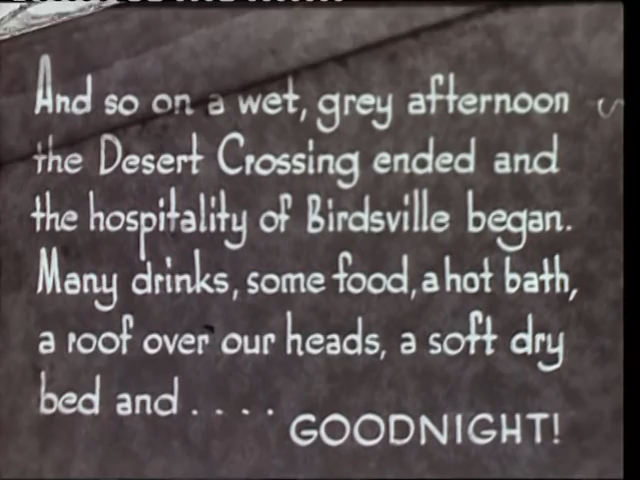 And so on a wet, grey afternoon
the Desert Crossing ended and
the hospitality of Birdsville began.
Many drinks, some food, a hot bath,
a roof over our heads, a soft dry
bed and . . . .
GOODNIGHT!